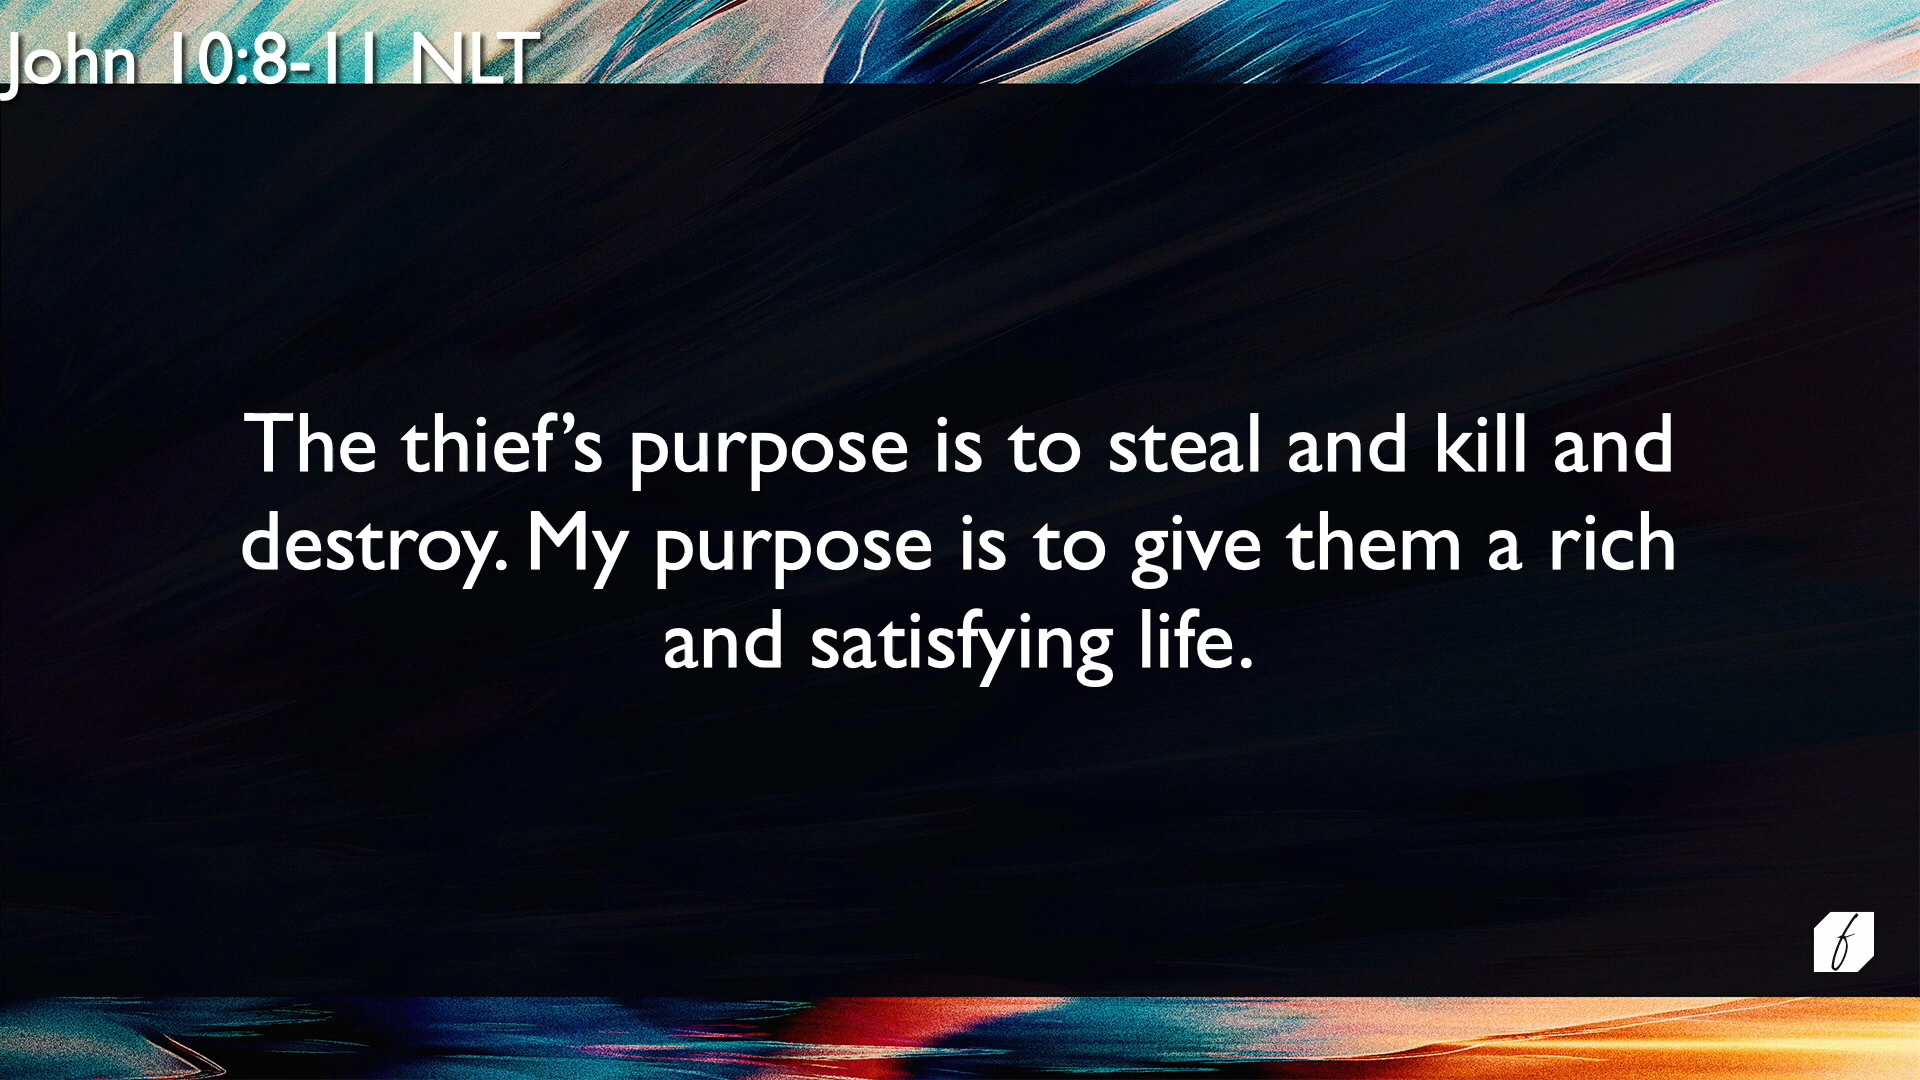 John 10:8-11 NLT
The thief’s purpose is to steal and kill and
destroy. My purpose is to give them a rich
and satisfying life.
f